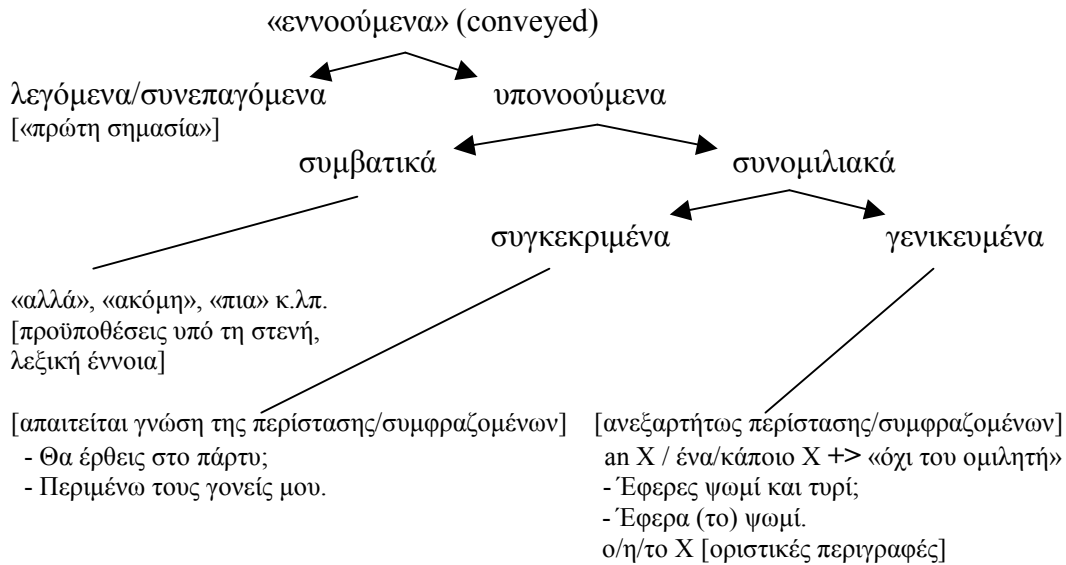 «εννοούμενα» (conveyed)
λεγόμενα/συνεπαγόμενα υπονοούμενα
[«πρώτη σημασία»]
συμβατικά συνομιλιακά
συγκεκριμένα γενικευμένα
«αλλά», «ακόμη», «πια» κ.λπ.
[προϋποθέσεις υπό τη στενή,
λεξική έννοια]
[απαιτείται γνώση της περίστασης/συμφραζομένων] [ανεξαρτήτως περίστασης/συμφραζομένων]
- Θα έρθεις στο πάρτυ; an X / ένα/κάποιο X +> «όχι του ομιλητή»
- Περιμένω τους γονείς μου. - Έφερες ψωμί και τυρί;
- Έφερα (το) ψωμί.
ο/η/το X [οριστικές περιγραφές]